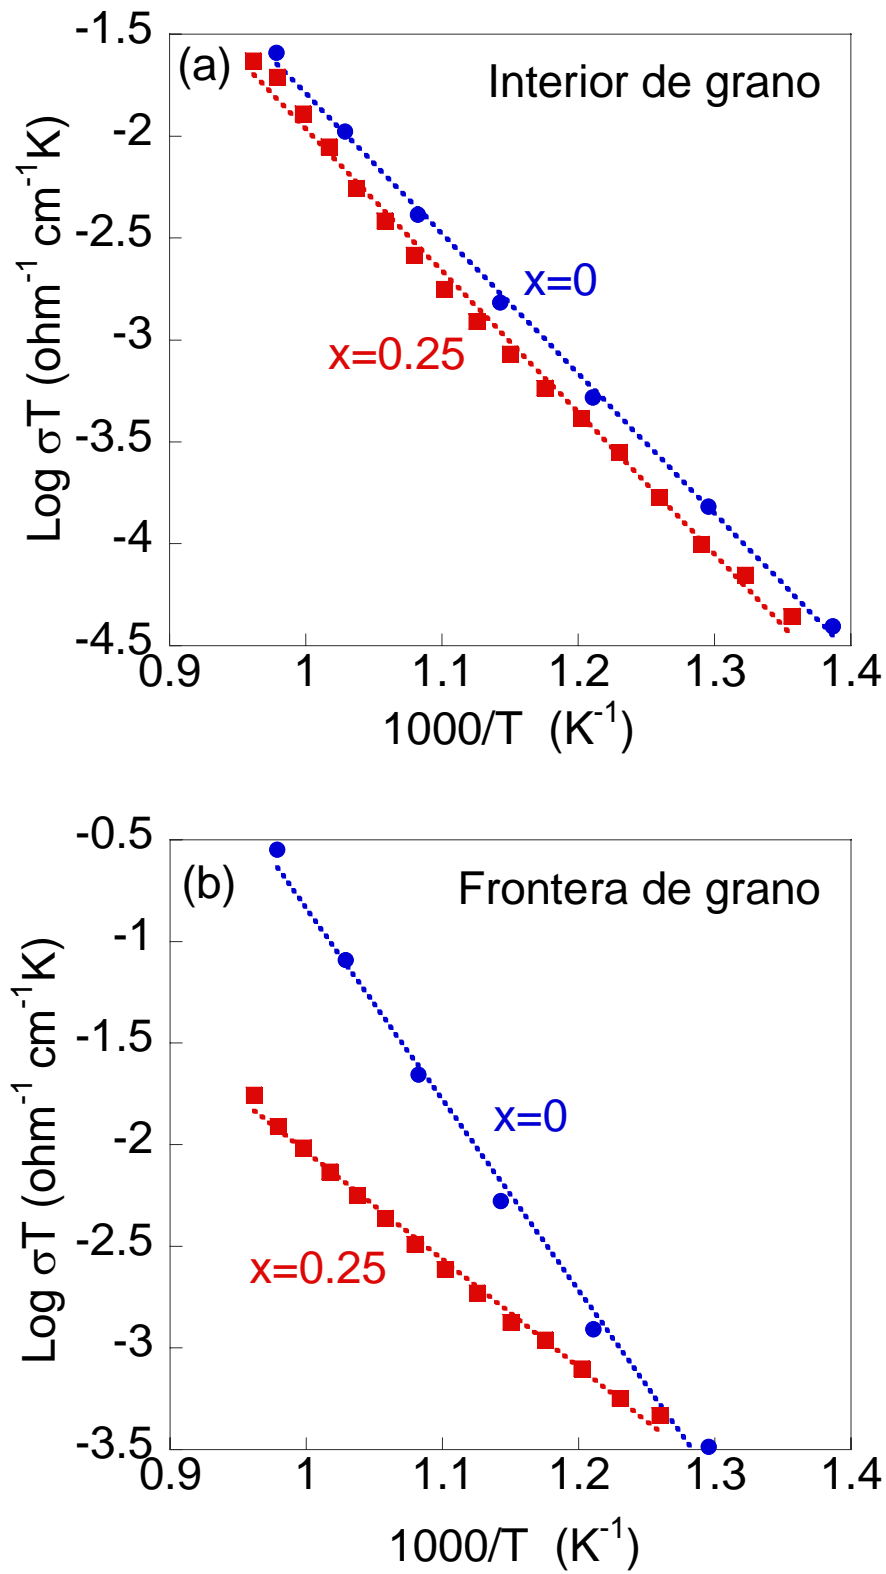 -1.5
(a)
Interior de grano
-2
-2.5
x=0
-3
x=0.25
-3.5
-4
-4.5
Log σT (ohm⁻¹ cm⁻¹K)
0.9 1 1.1 1.2 1.3 1.4
1000/T (K⁻¹)
-0.5
(b)
Frontera de grano
-1
-1.5
x=0
-2
-2.5
x=0.25
-3
-3.5
Log σT (ohm⁻¹ cm⁻¹K)
0.9 1 1.1 1.2 1.3 1.4
1000/T (K⁻¹)